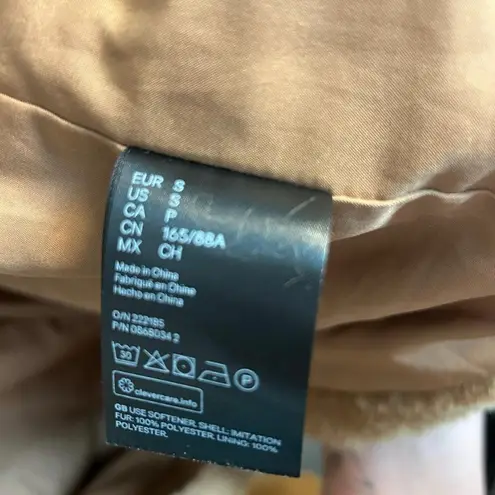 EUR S
US S
CA P
CN 165/88A
MX CH
Made in China
Fabriqué en Chine
Hecho en China
O/N 222185
P/N 0868034 2
30 P
clevercare.info
GB USE SOFTENER. SHELL: IMITATION
FUR: 100% POLYESTER. LINING: 100%
POLYESTER.